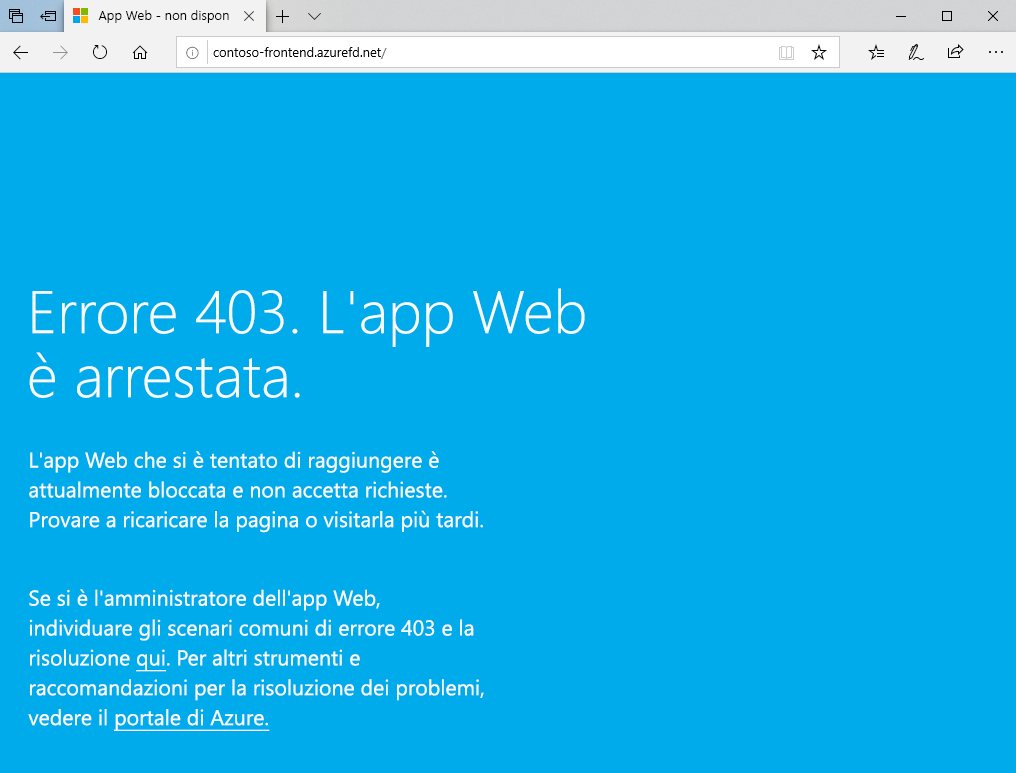 App Web - non dispon
contoso-frontend.azurefd.net/
Errore 403. L'app Web
è arrestata.
L'app Web che si è tentato di raggiungere è
attualmente bloccata e non accetta richieste.
Provare a ricaricare la pagina o visitarla più tardi.
Se si è l'amministratore dell'app Web,
individuare gli scenari comuni di errore 403 e la
risoluzione qui. Per altri strumenti e
raccomandazioni per la risoluzione dei problemi,
vedere il portale di Azure.